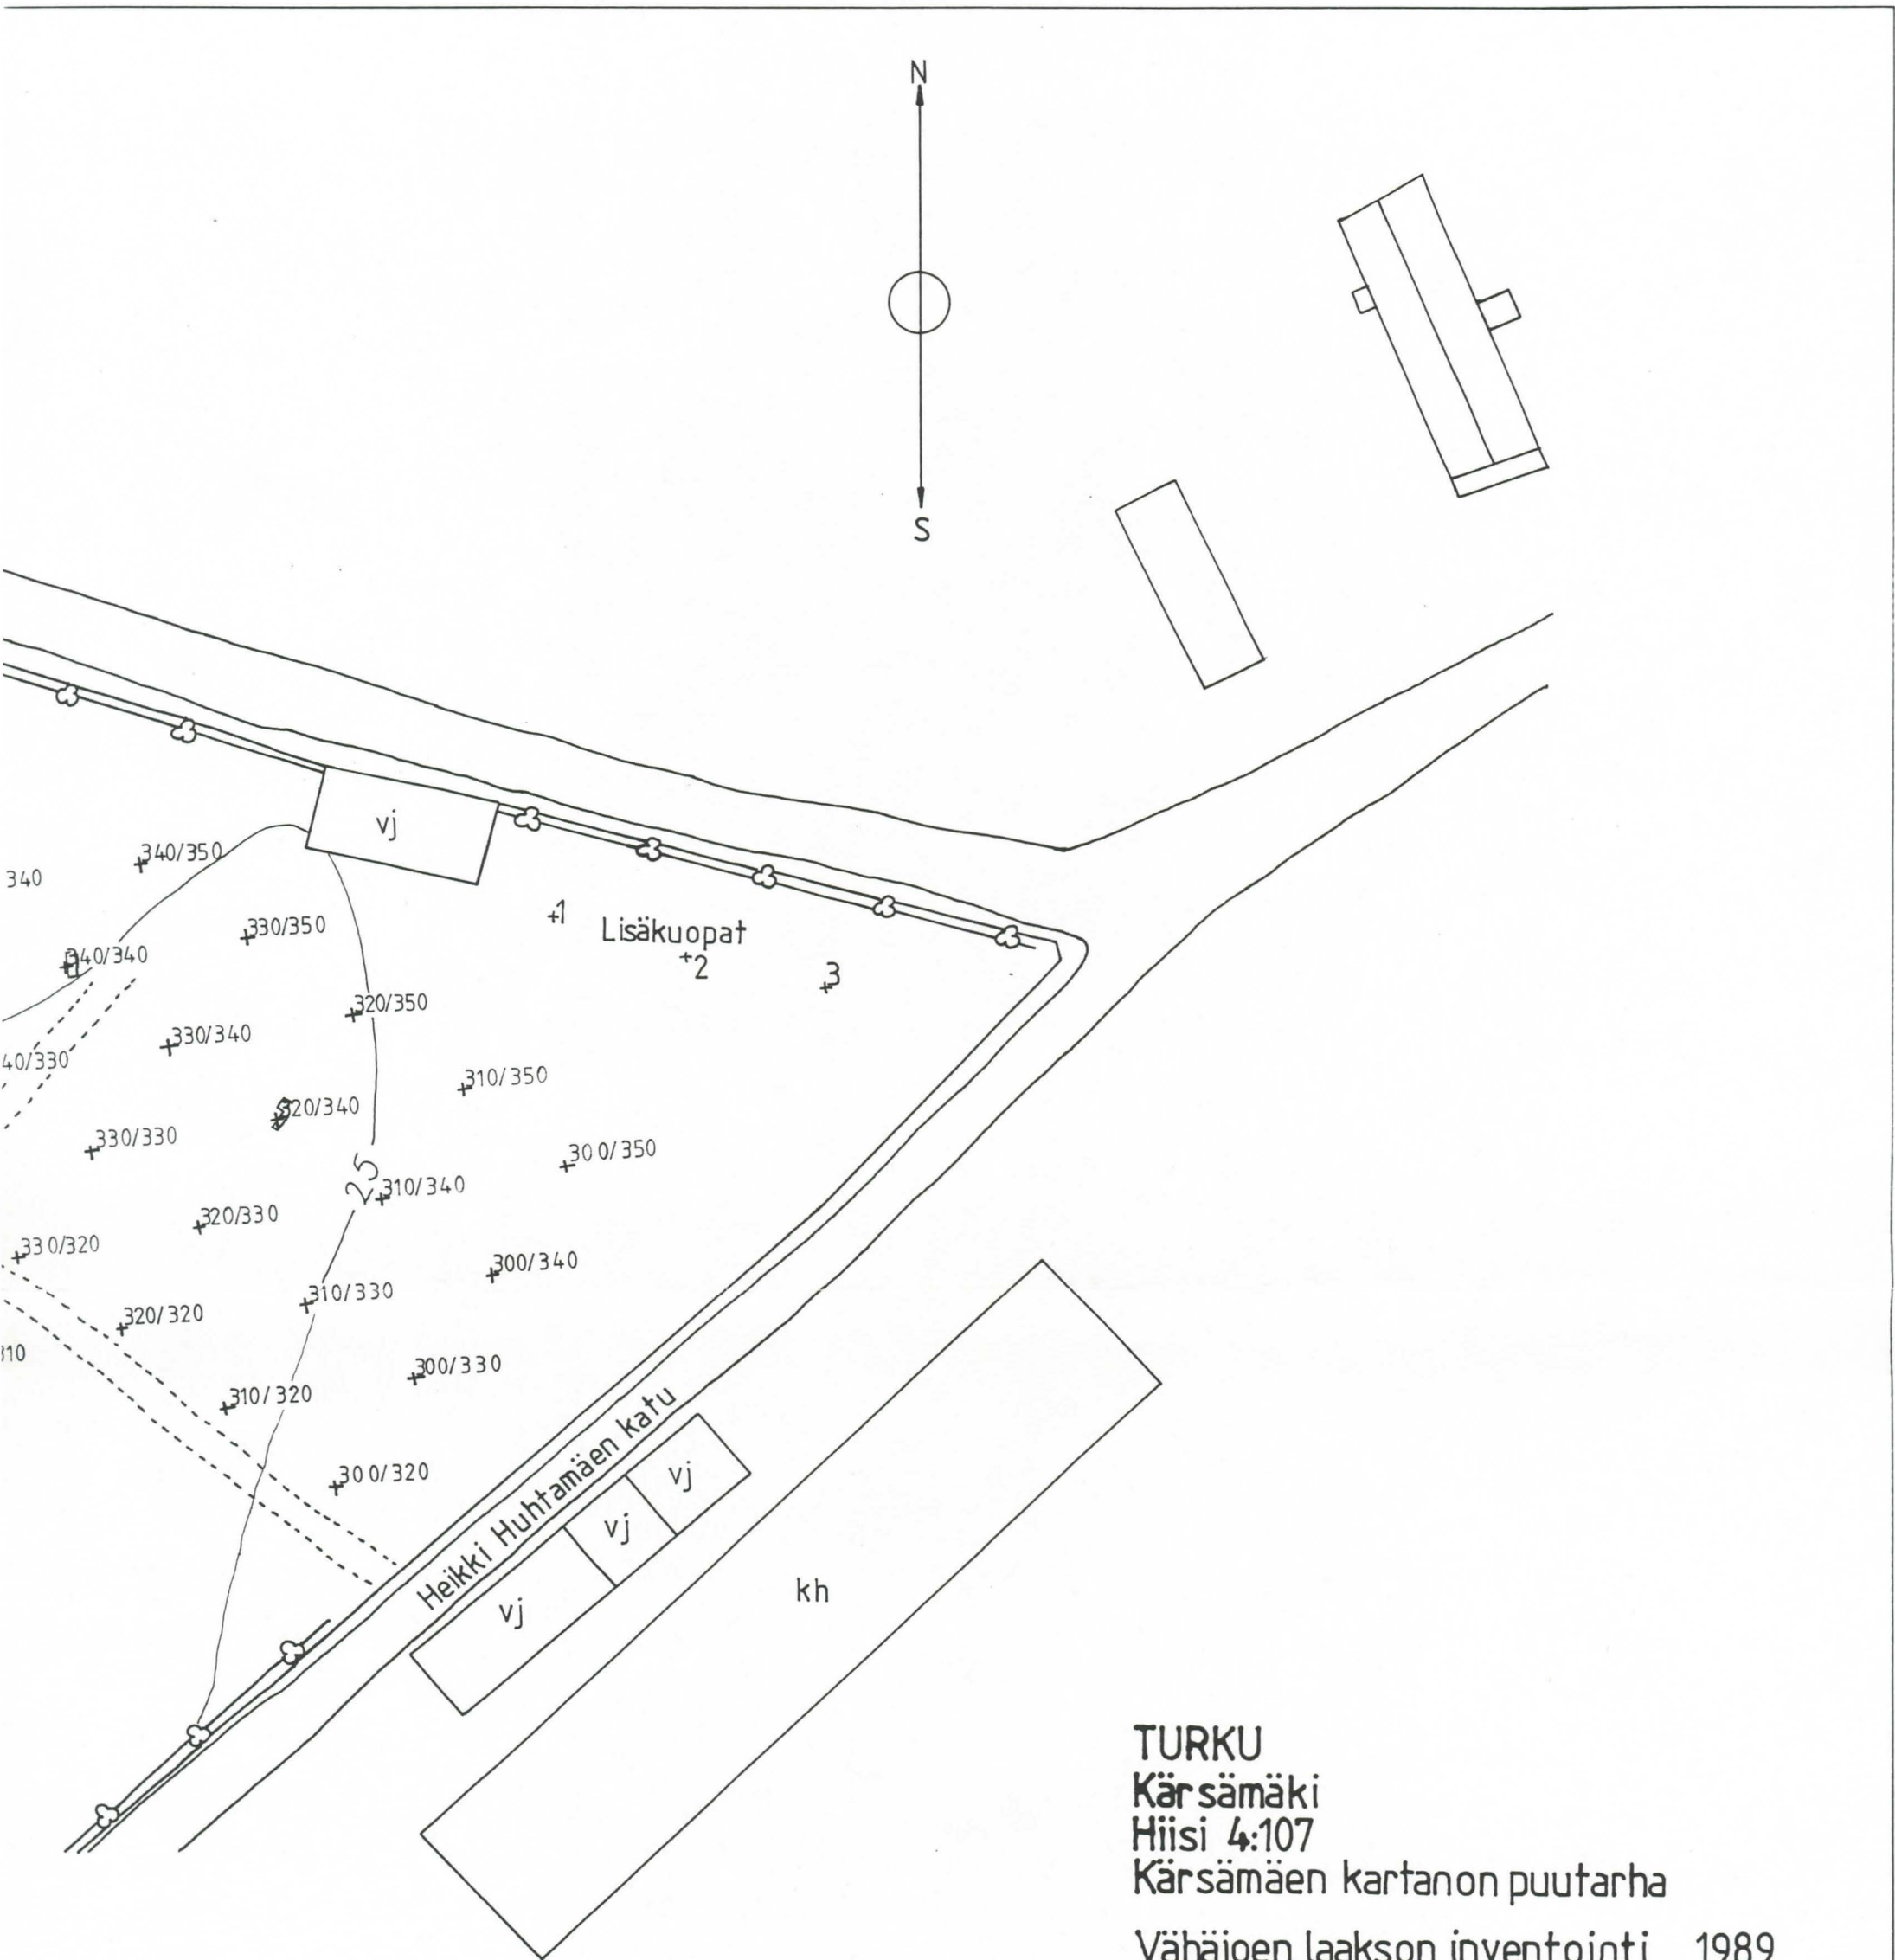 N
S
vj
340/350
340
1
330/350
Lisäkuopat
340/340
2
3
320/350
330/340
40/330
310/350
320/340
330/330
300/350
25
310/340
320/330
330/320
300/340
310/330
320/320
310
300/330
310/320
Heikki Huhtamäen katu
300/320
vj
vj
vj
kh
TURKU
Kärsämäki
Hiisi 4:107
Kärsämäen kartanon puutarha
Vähäjoen laakson inventointi 1989